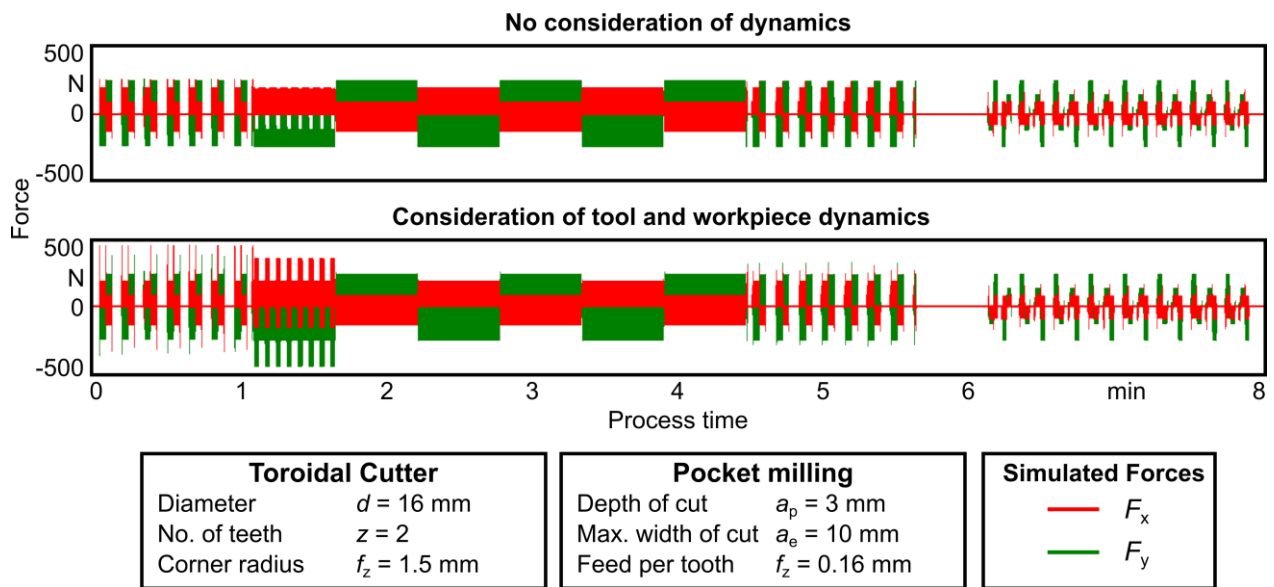 No consideration of dynamics
500
N
0
-500
Force
Consideration of tool and workpiece dynamics
500
N
0
-500
0 1 2 3 4 5 6 min 8
Process time
Toroidal Cutter
Diameter d = 16 mm
No. of teeth z = 2
Corner radius fz = 1.5 mm
Pocket milling
Depth of cut ap = 3 mm
Max. width of cut ae = 10 mm
Feed per tooth fz = 0.16 mm
Simulated Forces
Fx
Fy